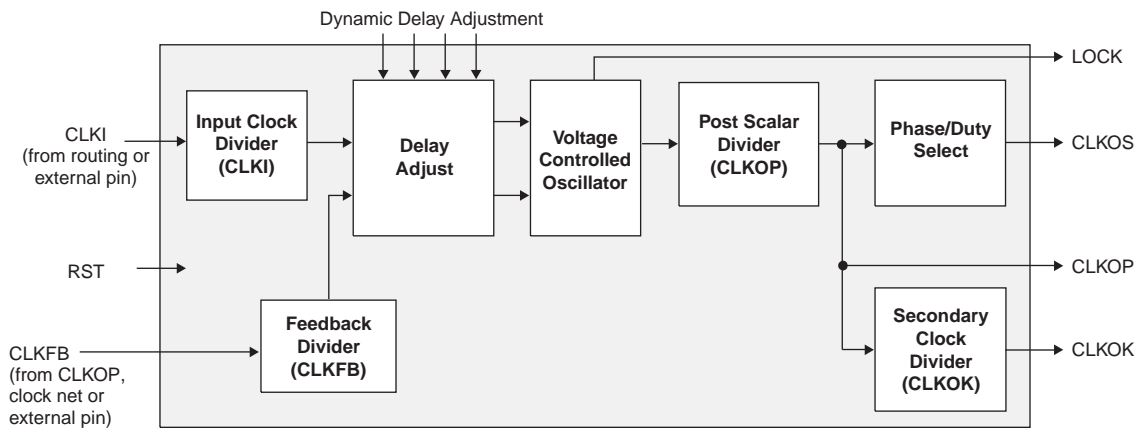 Dynamic Delay Adjustment
LOCK
CLKI
(from routing or
external pin)
Input Clock
Divider
(CLKI)
Delay
Adjust
Voltage
Controlled
Oscillator
Post Scalar
Divider
(CLKOP)
Phase/Duty
Select
CLKOS
RST
CLKOP
CLKFB
(from CLKOP,
clock net or
external pin)
Feedback
Divider
(CLKFB)
Secondary
Clock
Divider
(CLKOK)
CLKOK